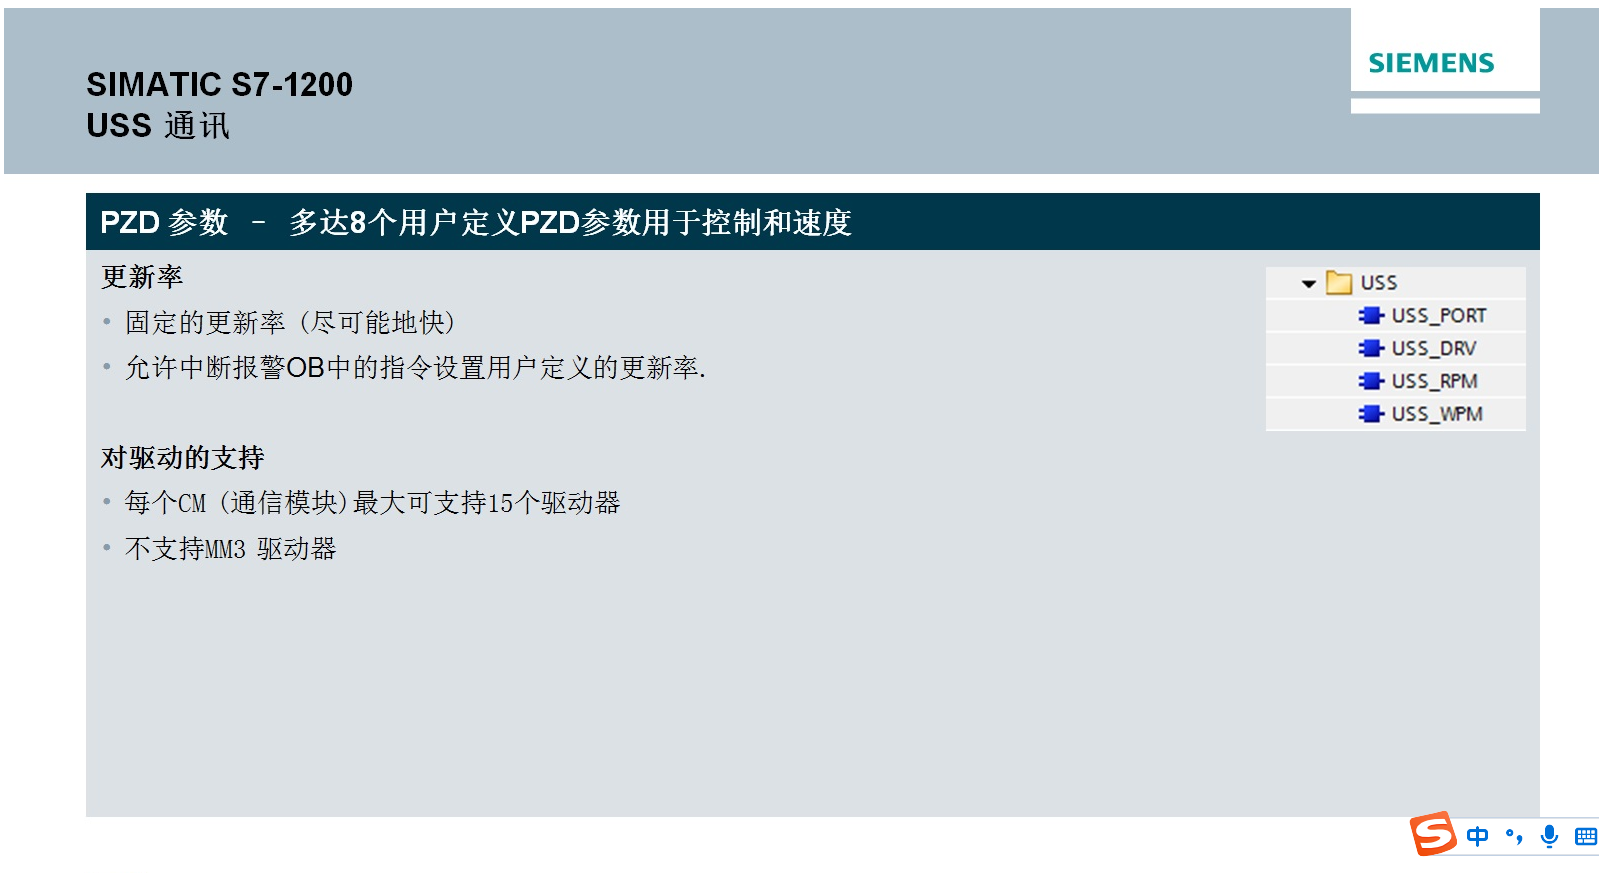 SIEMENS
SIMATIC S7-1200
USS 通讯
PZD 参数 - 多达8个用户定义PZD参数用于控制和速度
更新率
• 固定的更新率 (尽可能地快)
• 允许中断报警OB中的指令设置用户定义的更新率.
对驱动的支持
• 每个CM (通信模块)最大可支持15个驱动器
• 不支持MM3 驱动器
USS
USS_PORT
USS_DRV
USS_RPM
USS_WPM
S 中 °,